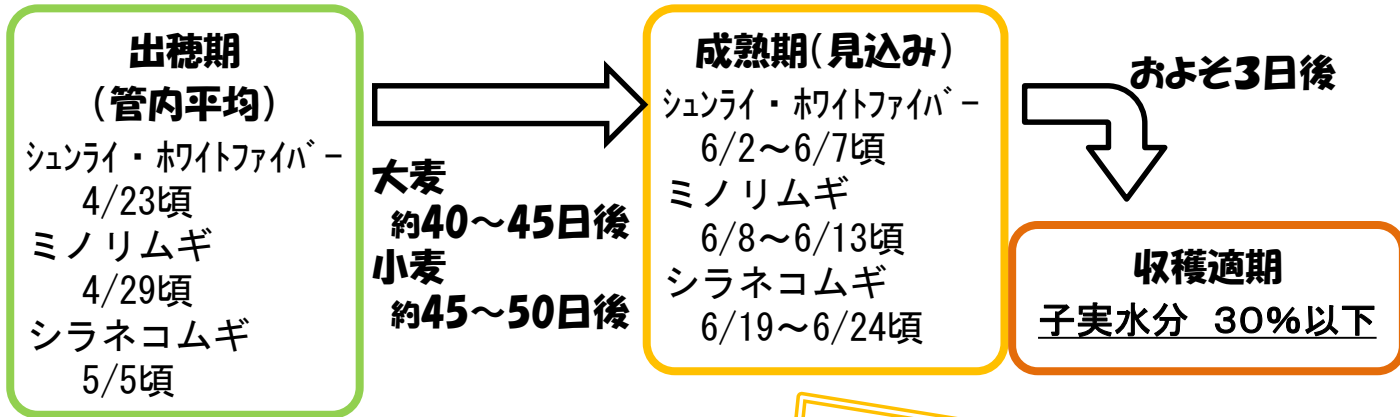 出穂期
(管内平均)
ｼｭﾝﾗｲ・ﾎﾜｲﾄﾌｧｲﾊﾞｰ
4/23頃
ミノリムギ
4/29頃
シラネコムギ
5/5頃
大麦
約40～45日後
小麦
約45～50日後
成熟期(見込み)
ｼｭﾝﾗｲ・ﾎﾜｲﾄﾌｧｲﾊﾞｰ
6/2～6/7頃
ミノリムギ
6/8～6/13頃
シラネコムギ
6/19～6/24頃
およそ3日後
収穫適期
子実水分　30%以下